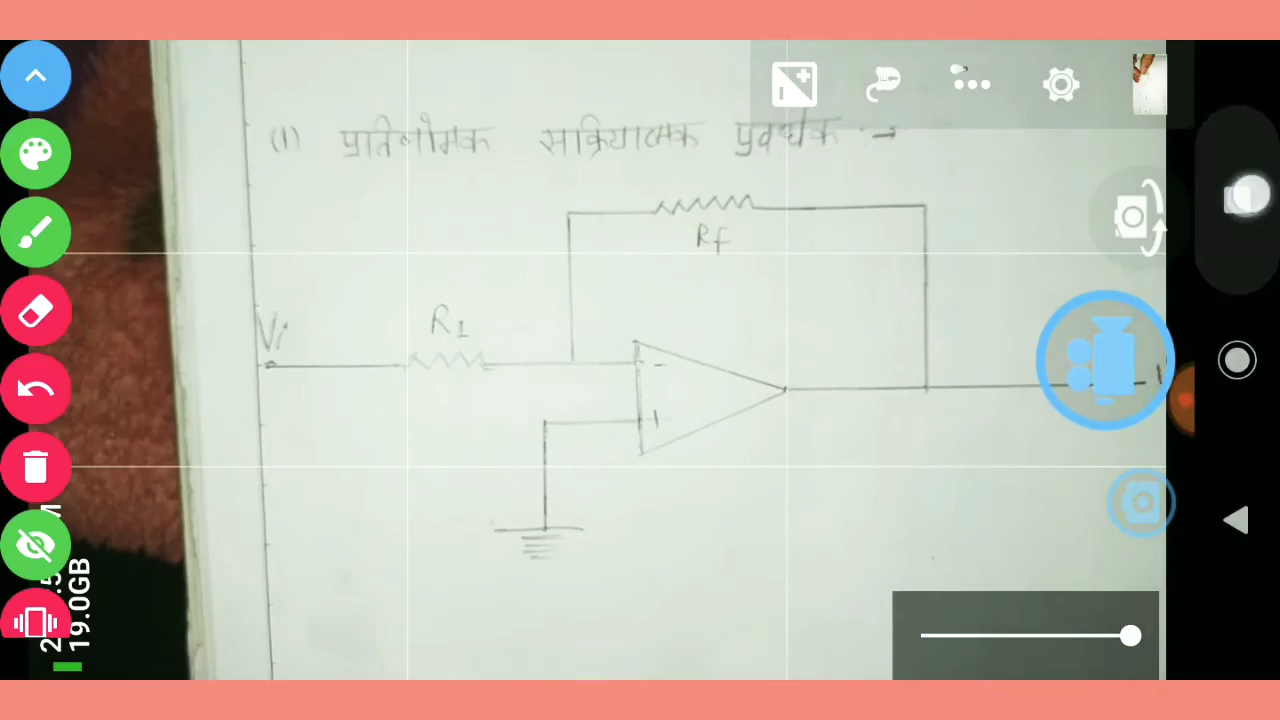 (1) प्रतिलोमक सक्रियात्मक प्रवर्धक :→
Rf
Vi
R1
-
+
19.0GB